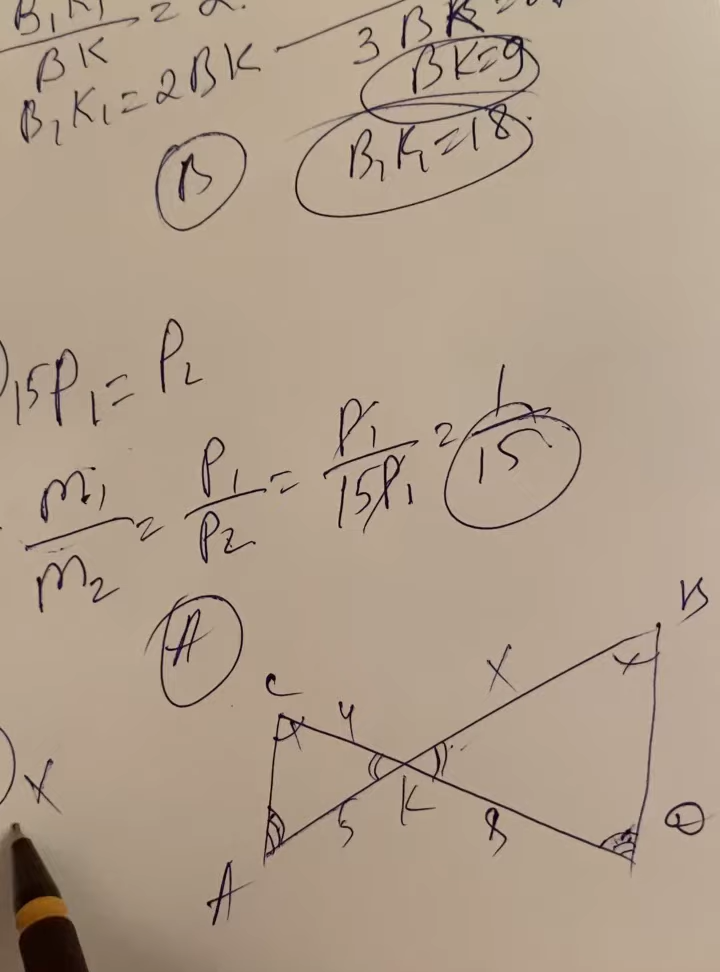 B₁K₁/BK = 2
B₁K₁ = 2BK
3BK
BK=9
B₁K₁=18
B
15P₁ = P₂
m₁/m₂ = P₁/P₂ = P₁/15P₁ = 1/15
A
B
C
4
X
X
K
5
8
D
A